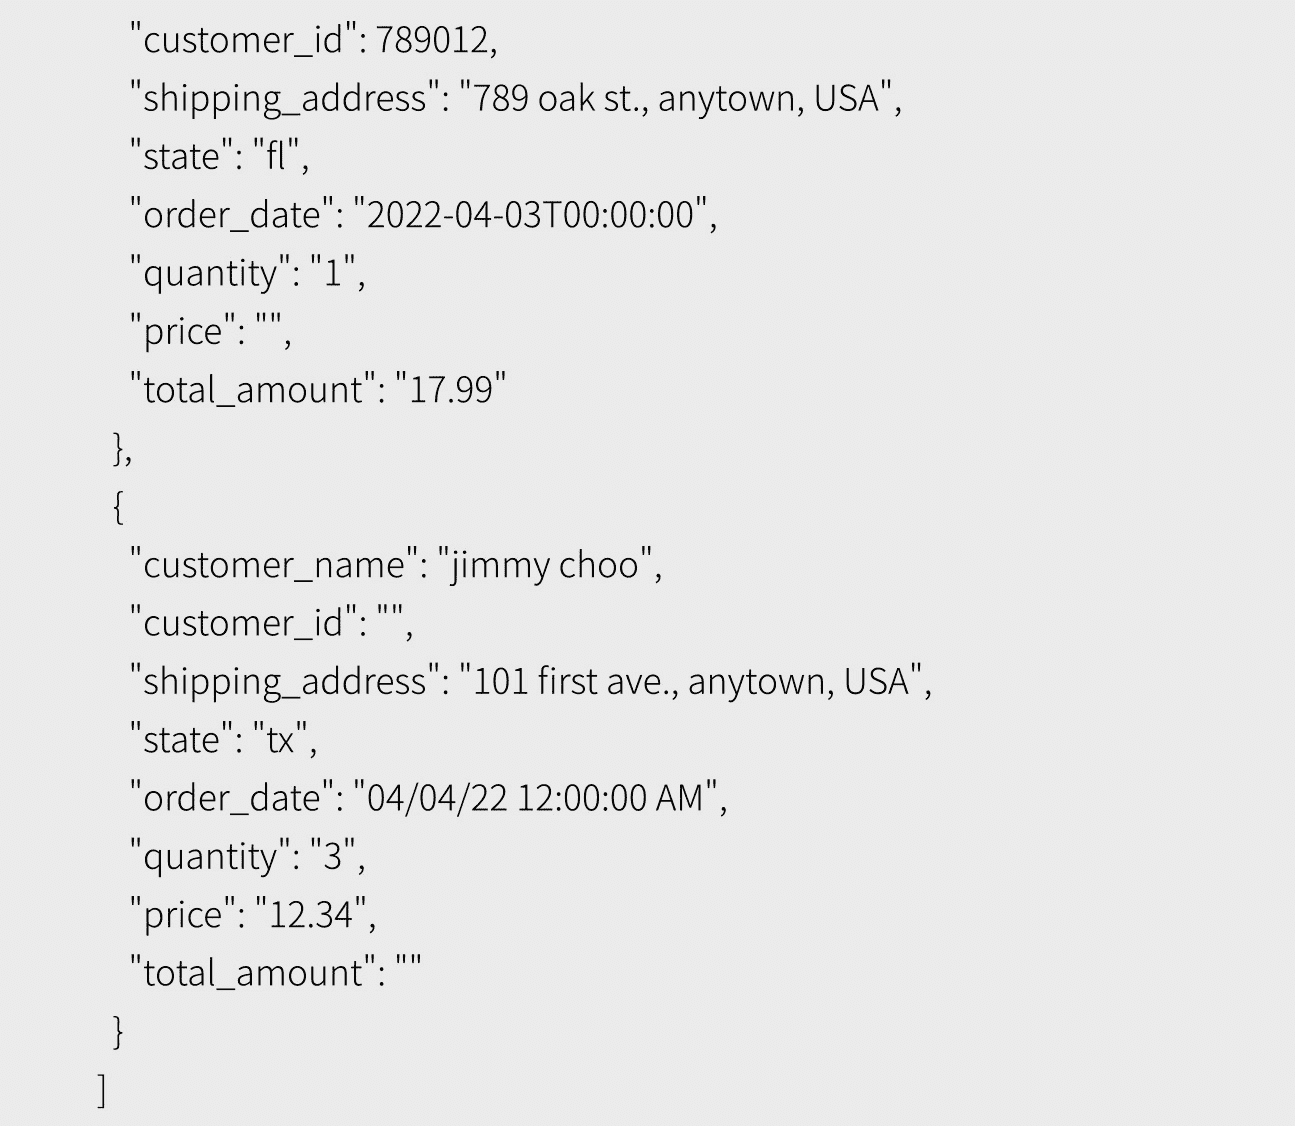 "customer_id": 789012,
"shipping_address": "789 oak st., anytown, USA",
"state": "fl",
"order_date": "2022-04-03T00:00:00",
"quantity": "1",
"price": "",
"total_amount": "17.99"
},
{
"customer_name": "jimmy choo",
"customer_id": "",
"shipping_address": "101 first ave., anytown, USA",
"state": "tx",
"order_date": "04/04/22 12:00:00 AM",
"quantity": "3",
"price": "12.34",
"total_amount": ""
}
]